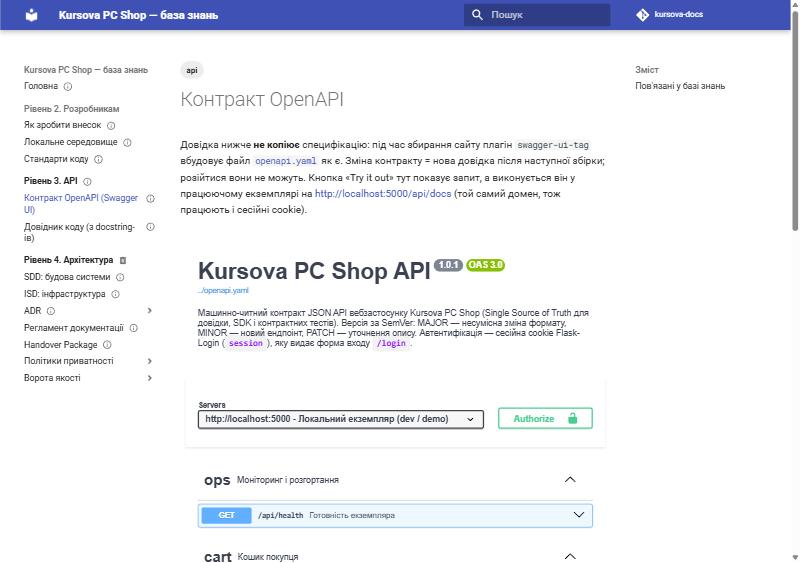 Kursova PC Shop — база знань
Пошук
kursova-docs
Kursova PC Shop — база знань
Головна
Рівень 2. Розробникам
Як зробити внесок
Локальне середовище
Стандарти коду
Рівень 3. API
Контракт OpenAPI (Swagger
UI)
Довідник коду (з docstring-
ів)
Рівень 4. Архітектура
SDD: будова системи
ISD: інфраструктура
ADR
Регламент документації
Handover Package
Політики приватності
Ворота якості
api
Контракт OpenAPI
Довідка нижче не копіює специфікацію: під час збирання сайту плагін swagger-ui-tag
вбудовує файл openapi.yaml як є. Зміна контракту = нова довідка після наступної збірки;
розійтися вони не можуть. Кнопка «Try it out» тут показує запит, а виконується він у
працюючому екземплярі на http://localhost:5000/api/docs (той самий домен, тож
працюють і сесійні cookie).
Kursova PC Shop API 1.0.1 OAS 3.0
../openapi.yaml
Машинно-читний контракт JSON API вебзастосунку Kursova PC Shop (Single Source of Truth для
довідки, SDK і контрактних тестів). Версія за SemVer: MAJOR — несумісна зміна формату,
MINOR — новий ендпоінт, PATCH — уточнення опису. Автентифікація — сесійна cookie Flask-
Login ( session ), яку видає форма входу /login .
Servers
http://localhost:5000 - Локальний екземпляр (dev / demo)
Authorize
ops Моніторинг і розгортання
GET /api/health Готовність екземпляра
cart Кошик покупця
Зміст
Пов'язані у базі знань